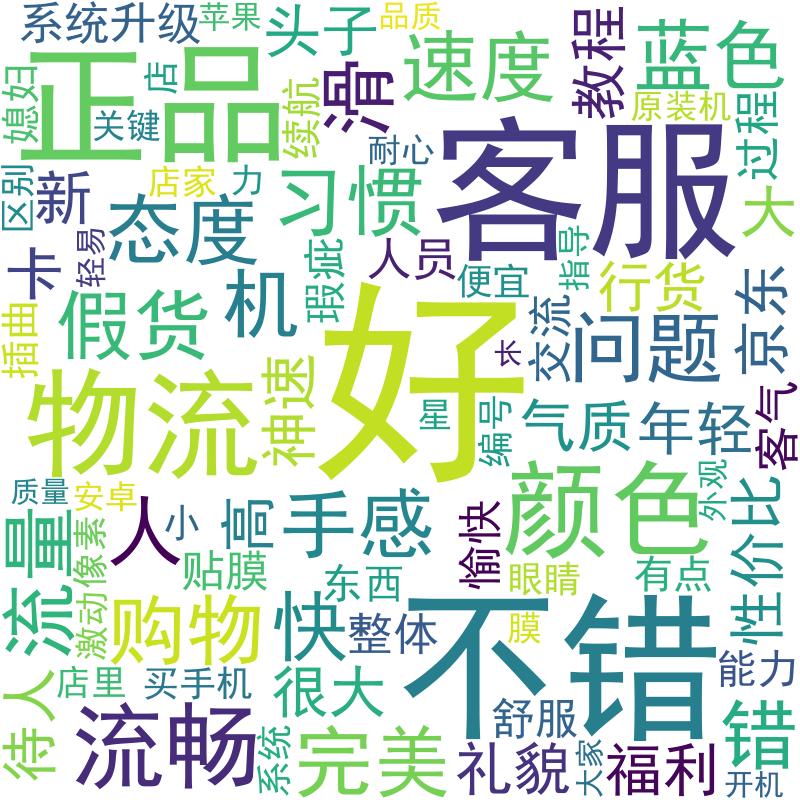 系统升级
苹果
头子
品质
教程
蓝色
媳妇
正品
店
关键
续航
滑
速度
原装机
过程
耐心
客服
区别
新
店家
力
习惯
大
态度
卡
轻易
瑕疵
人员
便宜
指导
行货
插曲
假货
机
好
交流
问题
京东
长
物流
神速
星
编号
气质
年轻
客气
质量
安卓
人
小
高
手感
颜色
外观
性价比
流量
激动
像素
贴膜
愉快
东西
眼睛
有点
购物
快
整体
膜
不错
能力
待人
店里
买手机
很大
流畅
系统
完美
舒服
礼貌
大家
福利
错
开机